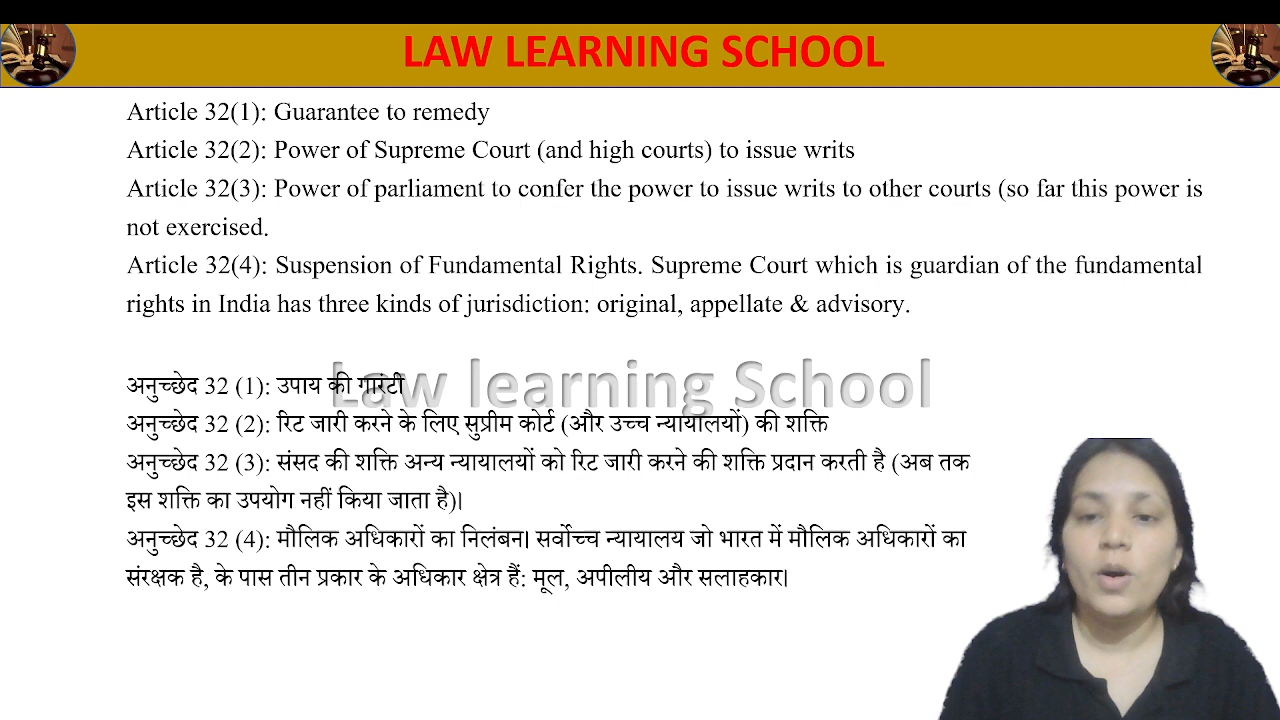 LAW LEARNING SCHOOL
Article 32(1): Guarantee to remedy
Article 32(2): Power of Supreme Court (and high courts) to issue writs
Article 32(3): Power of parliament to confer the power to issue writs to other courts (so far this power is
not exercised.
Article 32(4): Suspension of Fundamental Rights. Supreme Court which is guardian of the fundamental
rights in India has three kinds of jurisdiction: original, appellate & advisory.
Law learning School
अनुच्छेद 32 (1): उपाय की गारंटी
अनुच्छेद 32 (2): रिट जारी करने के लिए सुप्रीम कोर्ट (और उच्च न्यायालयों) की शक्ति
अनुच्छेद 32 (3): संसद की शक्ति अन्य न्यायालयों को रिट जारी करने की शक्ति प्रदान करती है (अब तक
इस शक्ति का उपयोग नहीं किया जाता है)।
अनुच्छेद 32 (4): मौलिक अधिकारों का निलंबन। सर्वोच्च न्यायालय जो भारत में मौलिक अधिकारों का
संरक्षक है, के पास तीन प्रकार के अधिकार क्षेत्र हैं: मूल, अपीलीय और सलाहकार।